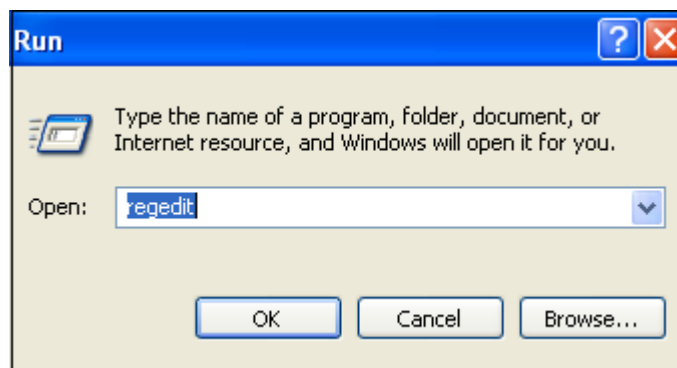 Run
Type the name of a program, folder, document, or
Internet resource, and Windows will open it for you.
Open: regedit
OK Cancel Browse...